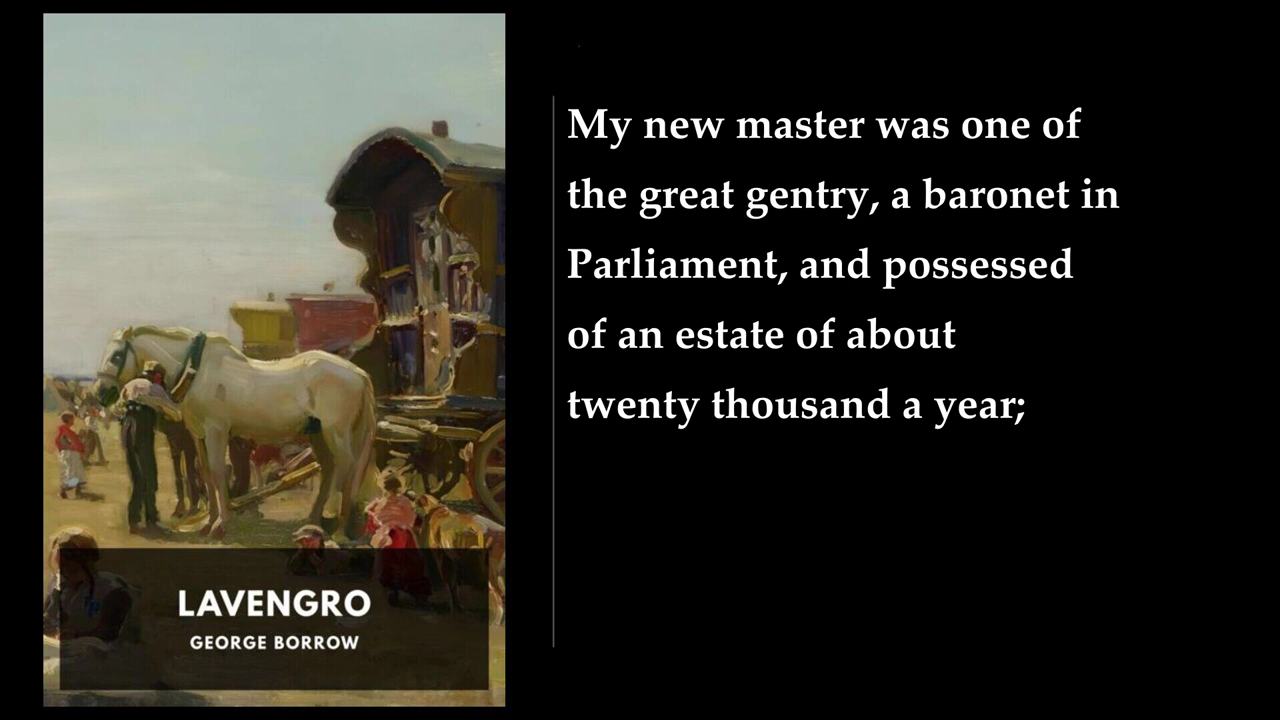 LAVENGRO
GEORGE BORROW
My new master was one of
the great gentry, a baronet in
Parliament, and possessed
of an estate of about
twenty thousand a year;